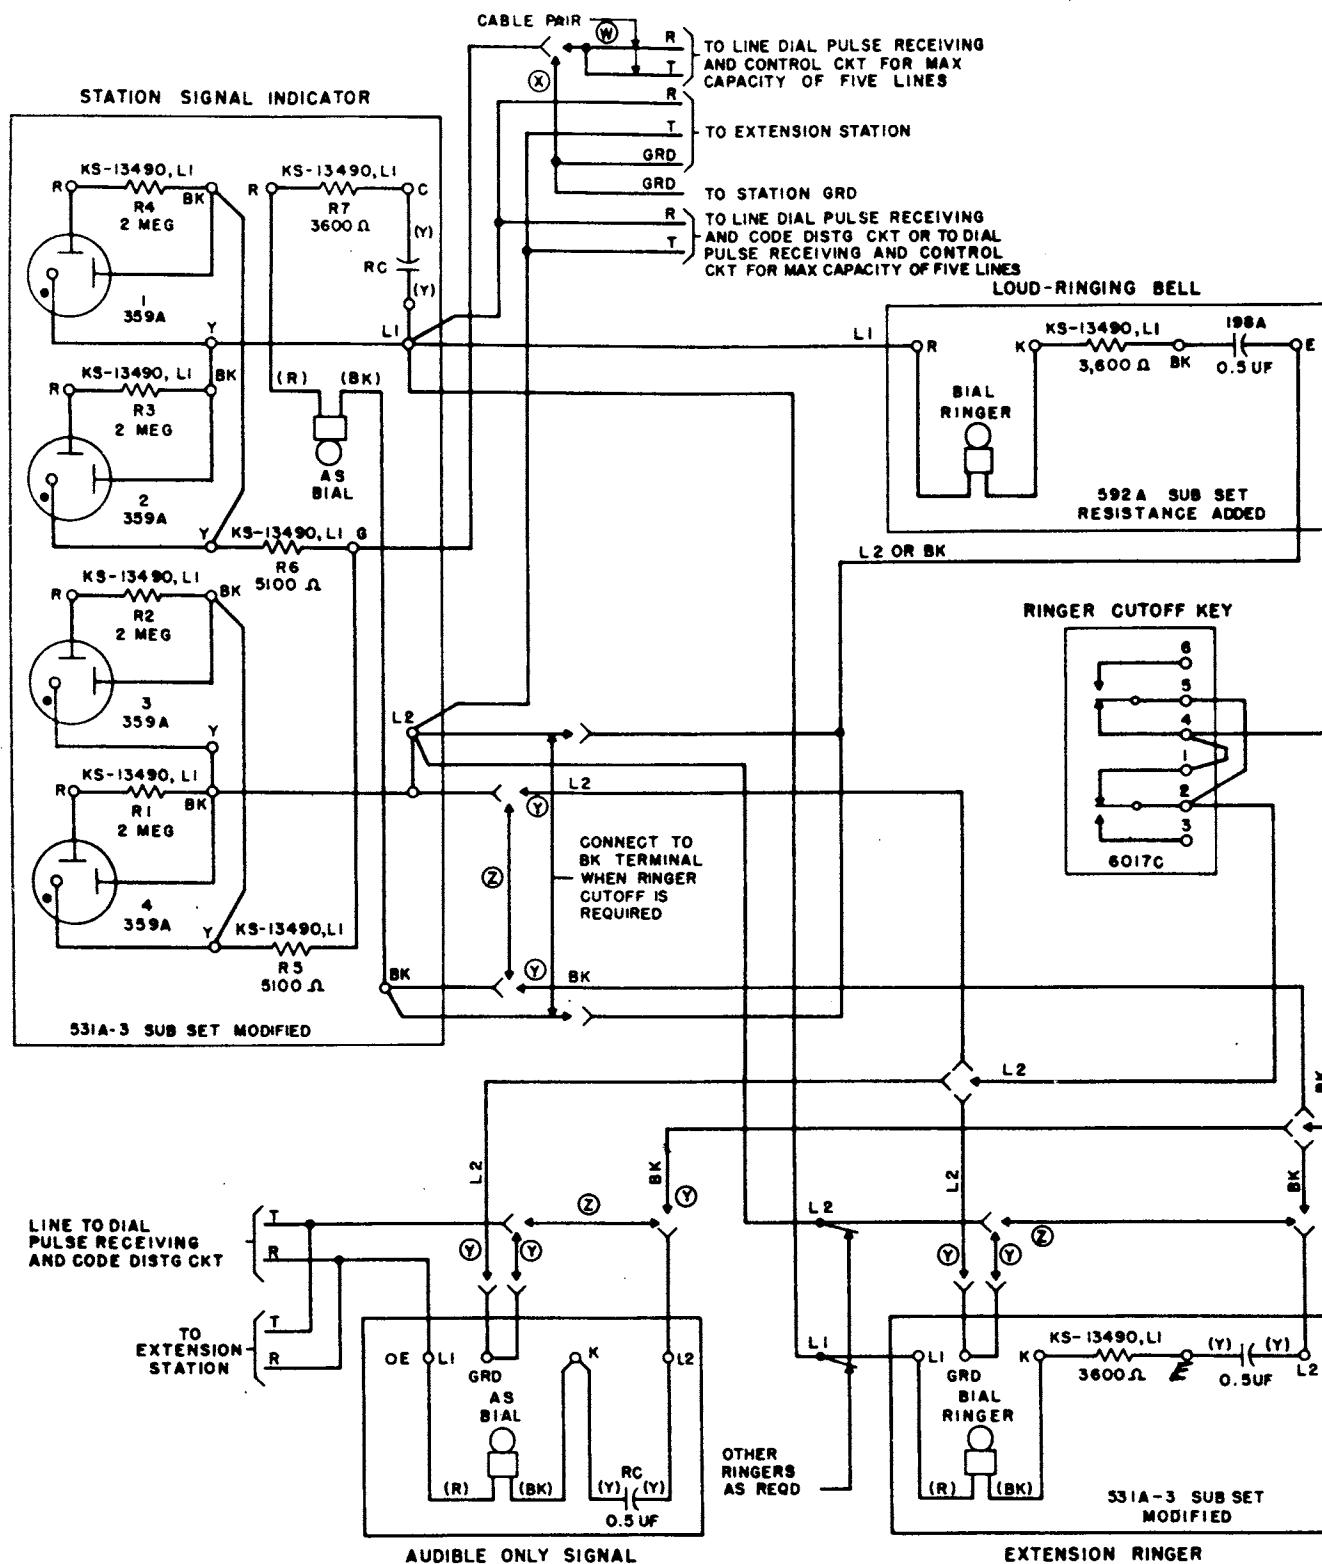 CABLE PAIR
W
R
T
TO LINE DIAL PULSE RECEIVING
AND CONTROL CKT FOR MAX
CAPACITY OF FIVE LINES
X
R
T
GRD
TO EXTENSION STATION
GRD
TO STATION GRD
R
T
TO LINE DIAL PULSE RECEIVING
AND CODE DISTG CKT OR TO DIAL
PULSE RECEIVING AND CONTROL
CKT FOR MAX CAPACITY OF FIVE LINES
STATION SIGNAL INDICATOR
KS-13490, L1
R
R4
BK
2 MEG
1
359A
KS-13490, L1
R
R7
C
3600 Ω
(Y)
RC
(Y)
L1
Y
KS-13490, L1
R
R3
BK
2 MEG
2
359A
(R)
(BK)
AS
BIAL
Y
KS-13490, L1
G
R6
5100 Ω
KS-13490, L1
R
R2
BK
2 MEG
3
359A
Y
KS-13490, L1
R
R1
BK
2 MEG
4
359A
Y
KS-13490, L1
R5
5100 Ω
BK
531A-3 SUB SET MODIFIED
L2
L2
Y
Z
CONNECT TO
BK TERMINAL
WHEN RINGER
CUTOFF IS
REQUIRED
Y
BK
LOUD-RINGING BELL
L1
R
K
KS-13490, L1
3,600 Ω
BK
198A
0.5 UF
E
BIAL
RINGER
592A SUB SET
RESISTANCE ADDED
L2 OR BK
RINGER CUTOFF KEY
6
5
4
1
2
3
6017C
L2
BK
L2
BK
Y
L2
BK
LINE TO DIAL
PULSE RECEIVING
AND CODE DISTG CKT
T
R
TO
EXTENSION
STATION
T
R
Z
Y
Y
OE
L1
GRD
K
L2
AS
BIAL
(R)
(BK)
(Y)
RC
(Y)
0.5 UF
AUDIBLE ONLY SIGNAL
L2
L1
OTHER
RINGERS
AS REQD
Z
Y
Y
L1
GRD
K
KS-13490, L1
3600 Ω
(Y)
(Y)
0.5UF
L2
BIAL
RINGER
(R)
(BK)
531A-3 SUB SET
MODIFIED
EXTENSION RINGER